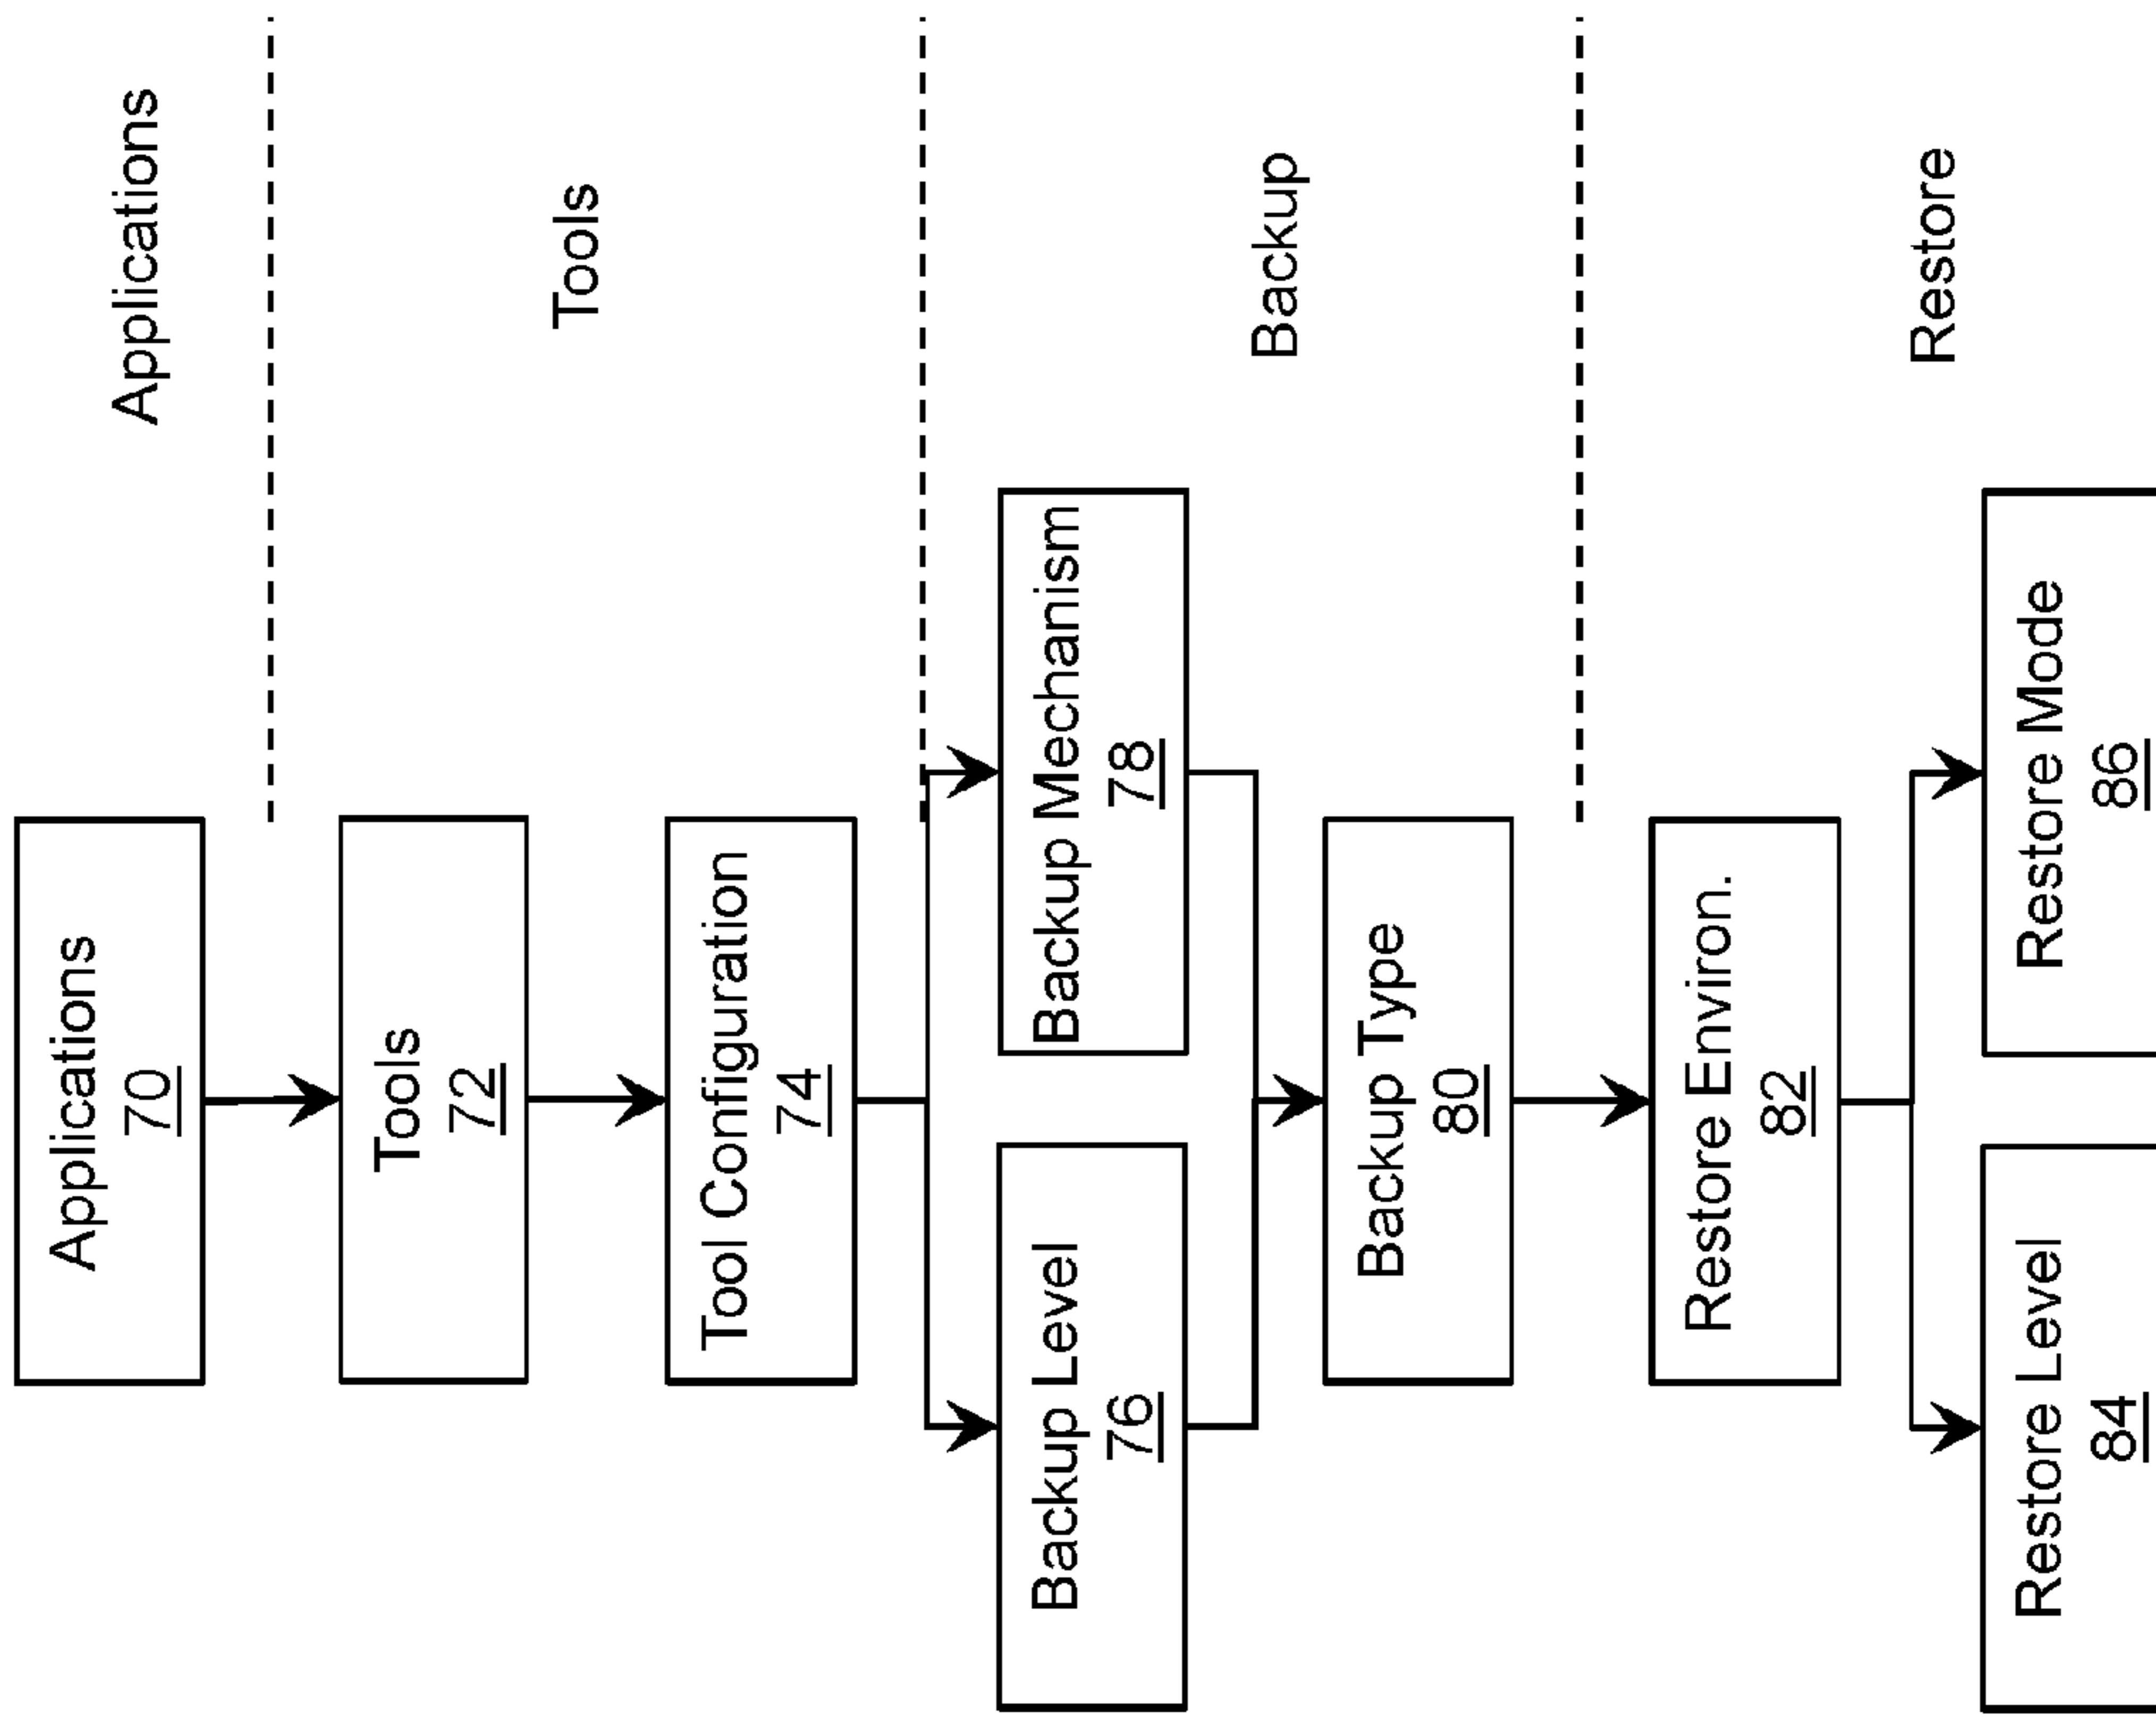 Applications
70
Applications
Tools
72
Tools
Tool Configuration
74
Backup Level
76
Backup Mechanism
78
Backup
Backup Type
80
Restore Environ.
82
Restore
Restore Level
84
Restore Mode
86